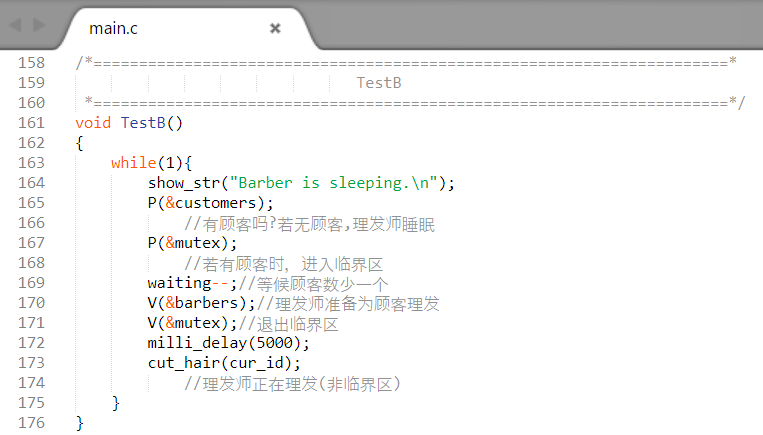 main.c ×
158 /*======================================================================*
159                               TestB
160  *======================================================================*/
161 void TestB()
162 {
163     while(1){
164         show_str("Barber is sleeping.\n");
165         P(&customers);
166             //有顾客吗?若无顾客,理发师睡眠
167         P(&mutex);
168             //若有顾客时, 进入临界区
169         waiting--;//等候顾客数少一个
170         V(&barbers);//理发师准备为顾客理发
171         V(&mutex);//退出临界区
172         milli_delay(5000);
173         cut_hair(cur_id);
174             //理发师正在理发(非临界区)
175     }
176 }